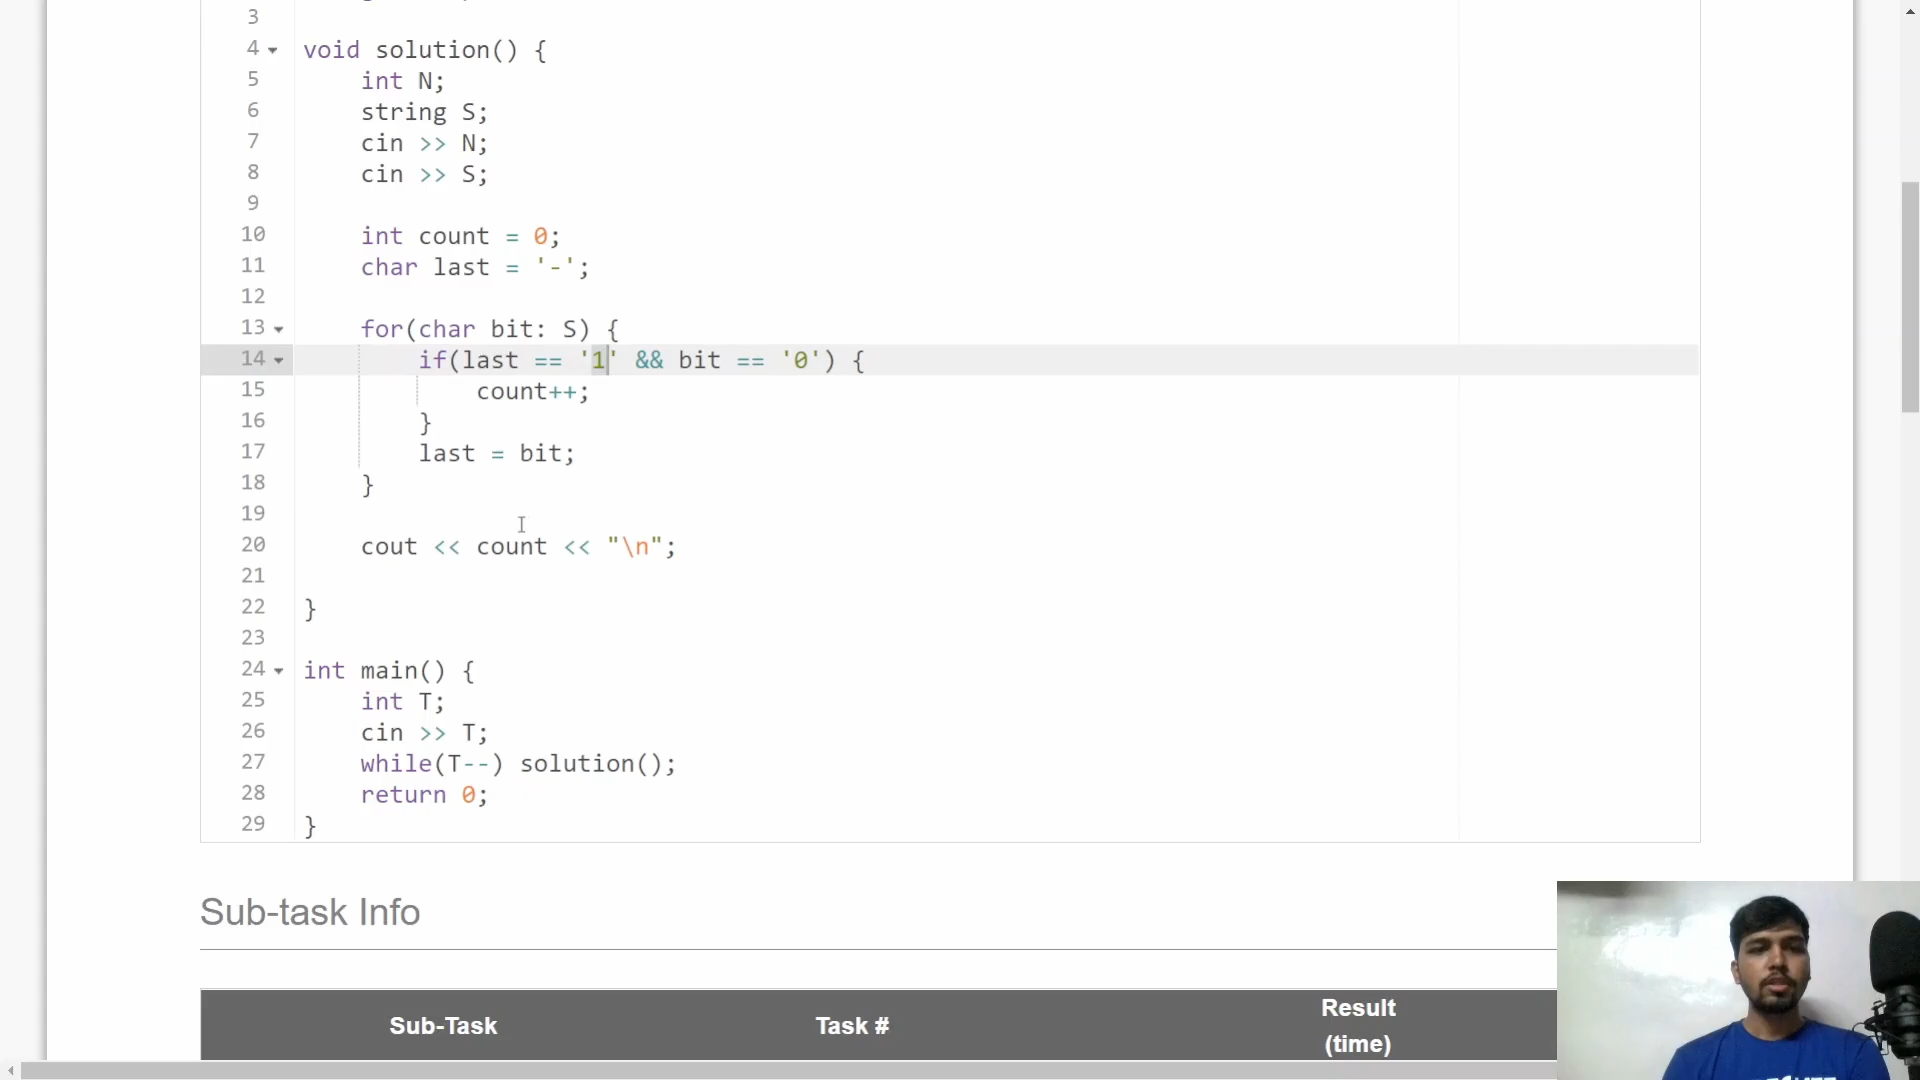 3
4 void solution() {
5 int N;
6 string S;
7 cin >> N;
8 cin >> S;
9
10 int count = 0;
11 char last = '-';
12
13 for(char bit: S) {
14 if(last == '1' && bit == '0') {
15 count++;
16 }
17 last = bit;
18 }
19
20 cout << count << "\n";
21
22 }
23
24 int main() {
25 int T;
26 cin >> T;
27 while(T--) solution();
28 return 0;
29 }
Sub-task Info
Sub-Task Task # Result
(time)